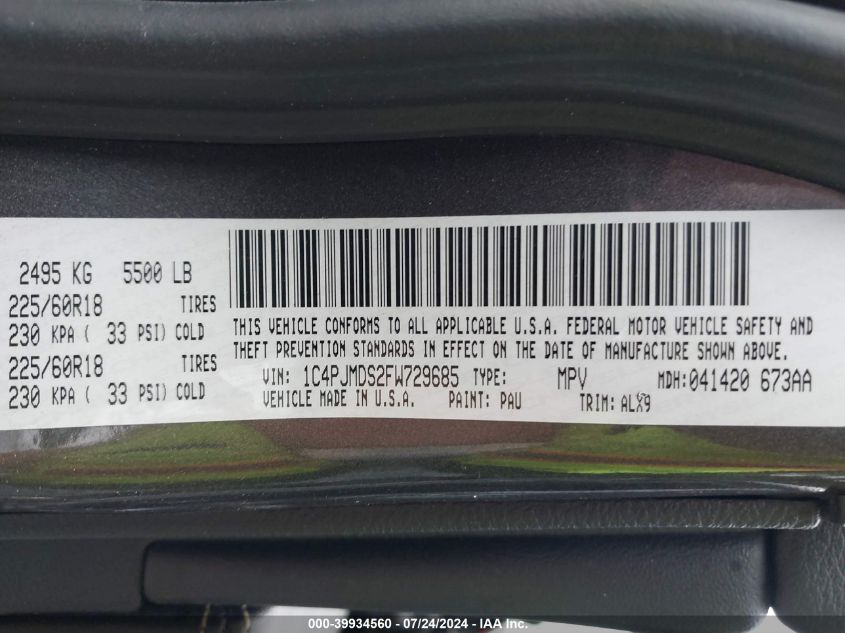 2495 KG 5500 LB
225/60R18 TIRES
230 KPA ( 33 PSI) COLD
225/60R18 TIRES
230 KPA ( 33 PSI) COLD
THIS VEHICLE CONFORMS TO ALL APPLICABLE U.S.A. FEDERAL MOTOR VEHICLE SAFETY AND
THEFT PREVENTION STANDARDS IN EFFECT ON THE DATE OF MANUFACTURE SHOWN ABOVE.
VIN: 1C4PJMDS2FW729685 TYPE: MPV MDH: 041420 673AA
VEHICLE MADE IN U.S.A. PAINT: PAU TRIM: ALX9
000-39934560 - 07/24/2024 - IAA Inc.